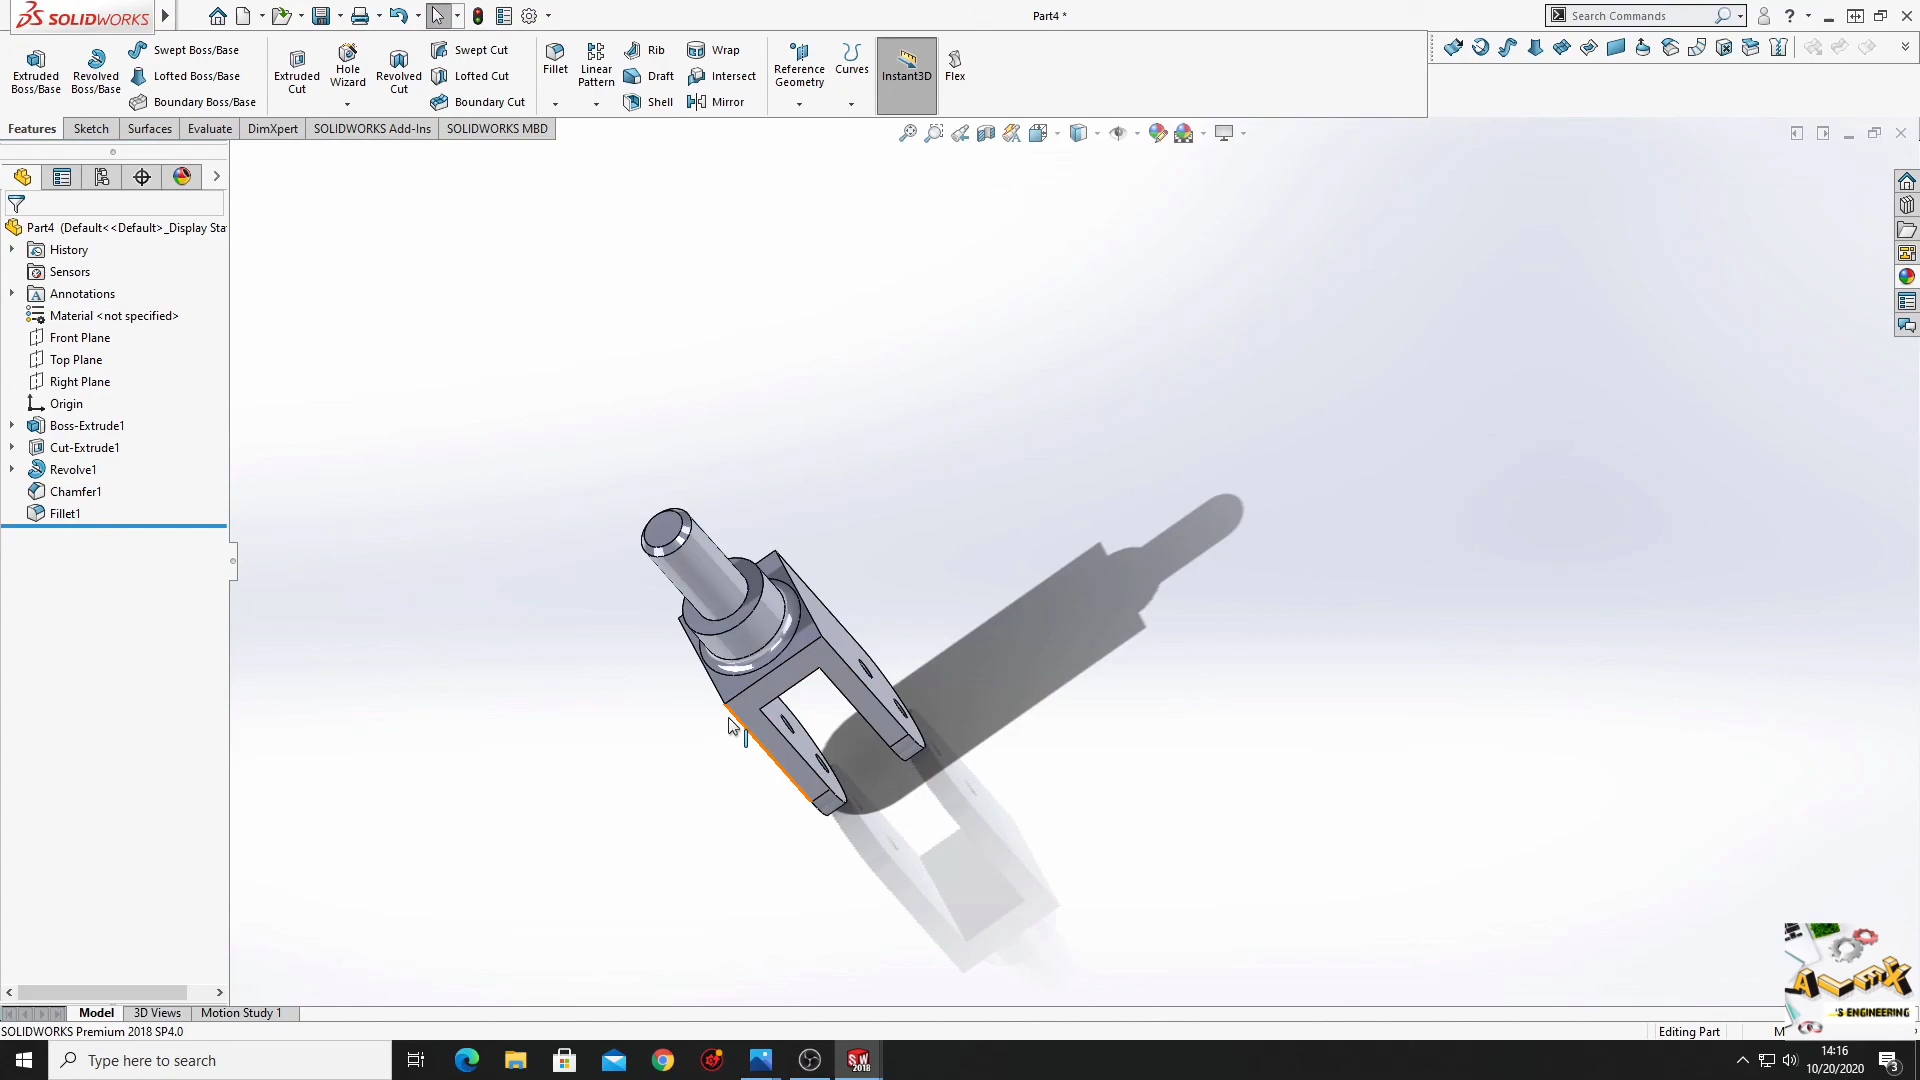 SOLIDWORKS
Part4 *
Search Commands
Extruded Boss/Base
Revolved Boss/Base
Swept Boss/Base
Lofted Boss/Base
Boundary Boss/Base
Extruded Cut
Hole Wizard
Revolved Cut
Swept Cut
Lofted Cut
Boundary Cut
Fillet
Linear Pattern
Rib
Draft
Shell
Wrap
Intersect
Mirror
Reference Geometry
Curves
Instant3D
Flex
Features
Sketch
Surfaces
Evaluate
DimXpert
SOLIDWORKS Add-Ins
SOLIDWORKS MBD
Part4 (Default<<Default>_Display Sta
History
Sensors
Annotations
Material <not specified>
Front Plane
Top Plane
Right Plane
Origin
Boss-Extrude1
Cut-Extrude1
Revolve1
Chamfer1
Fillet1
ALEX
'S ENGINEERING
Model
3D Views
Motion Study 1
SOLIDWORKS Premium 2018 SP4.0
Editing Part
M
Type here to search
SW
2018
14:16
10/20/2020
3